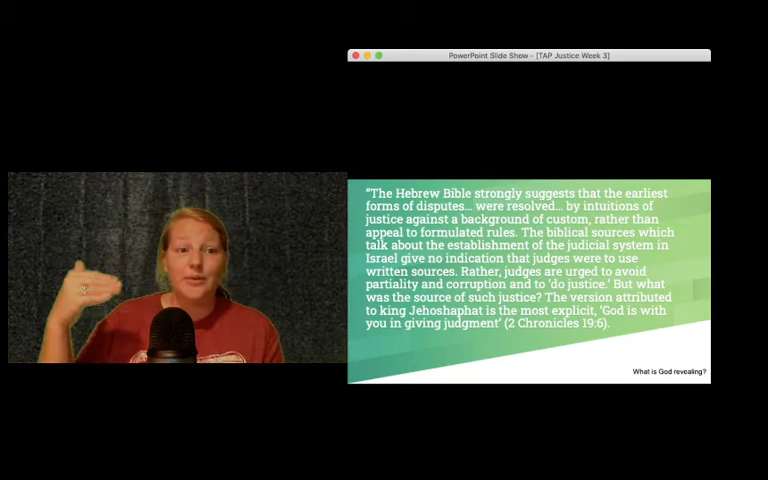 PowerPoint Slide Show - [TAP Justice Week 3]
"The Hebrew Bible strongly suggests that the earliest
forms of disputes... were resolved... by intuitions of
justice against a background of custom, rather than
appeal to formulated rules. The biblical sources which
talk about the establishment of the judicial system in
Israel give no indication that judges were to use
written sources. Rather, judges are urged to avoid
partiality and corruption and to 'do justice.' But what
was the source of such justice? The version attributed
to king Jehoshaphat is the most explicit, 'God is with
you in giving judgment' (2 Chronicles 19:6).
What is God revealing?